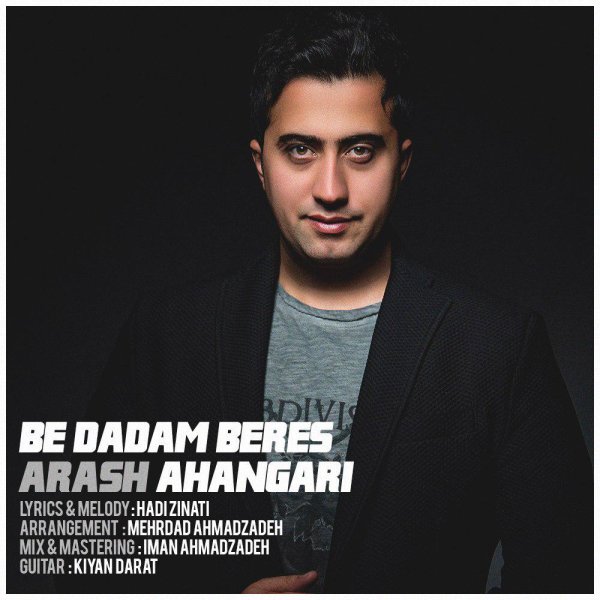 BDIVIS
BE DADAM BERES
ARASH AHANGARI
LYRICS & MELODY : HADI ZINATI
ARRANGEMENT : MEHRDAD AHMADZADEH
MIX & MASTERING : IMAN AHMADZADEH
GUITAR : KIYAN DARAT